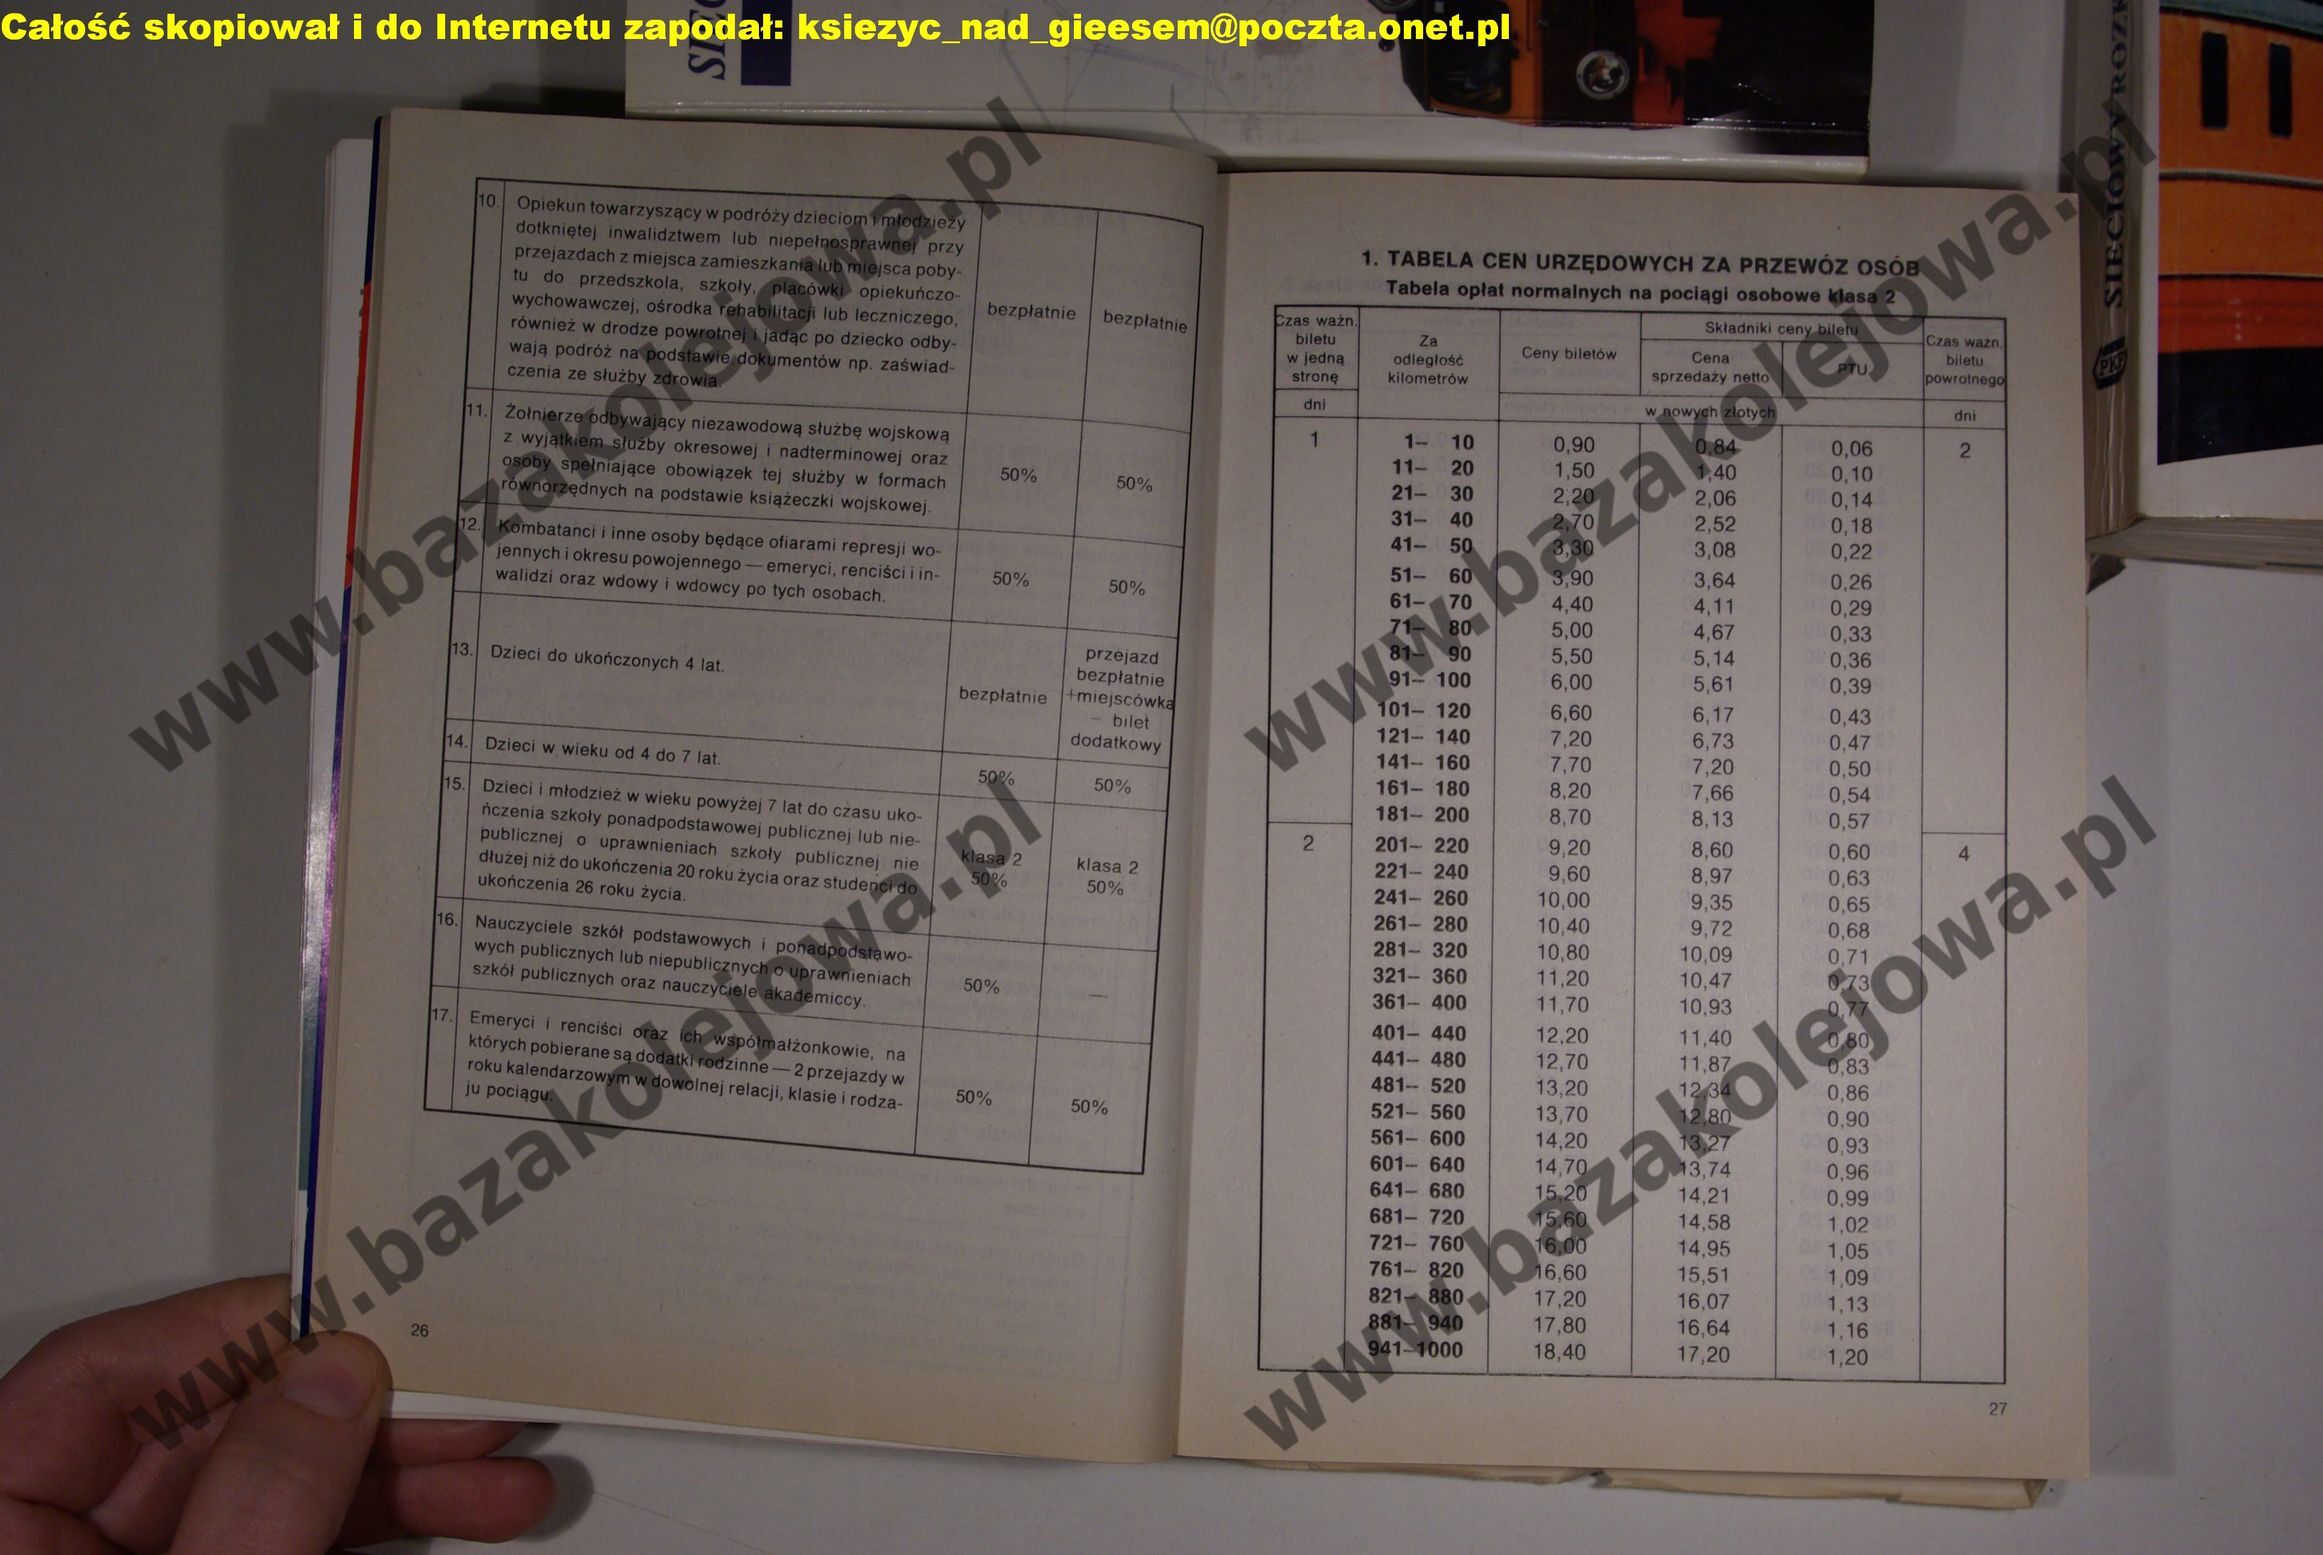 Całość skopiował i do Internetu zapodał: ksiezyc_nad_gieesem@poczta.onet.pl
SIECIOWY ROZK
PKP
10. Opiekun towarzyszący w podróży dzieciom i młodzieży
dotkniętej inwalidztwem lub niepełnosprawnej przy
przejazdach z miejsca zamieszkania lub miejsca poby-
tu do przedszkola, szkoły, placówki opiekuńczo-
wychowawczej, ośrodka rehabilitacji lub leczniczego,
również w drodze powrotnej i jadąc po dziecko odby-
wają podróż na podstawie dokumentów np. zaświad-
czenia ze służby zdrowia.
bezpłatnie bezpłatnie
11. Żołnierze odbywający niezawodową służbę wojskową
z wyjątkiem służby okresowej i nadterminowej oraz
osoby spełniające obowiązek tej służby w formach
równorzędnych na podstawie książeczki wojskowej.
50% 50%
12. Kombatanci i inne osoby będące ofiarami represji wo-
jennych i okresu powojennego — emeryci, renciści i in-
walidzi oraz wdowy i wdowcy po tych osobach.
50% 50%
13. Dzieci do ukończonych 4 lat.
bezpłatnie
przejazd
bezpłatnie
+miejscówka
– bilet
dodatkowy
14. Dzieci w wieku od 4 do 7 lat.
50% 50%
15. Dzieci i młodzież w wieku powyżej 7 lat do czasu uko-
ńczenia szkoły ponadpodstawowej publicznej lub nie-
publicznej o uprawnieniach szkoły publicznej nie
dłużej niż do ukończenia 20 roku życia oraz studenci do
ukończenia 26 roku życia.
klasa 2 klasa 2
50% 50%
16. Nauczyciele szkół podstawowych i ponadpodstawo-
wych publicznych lub niepublicznych o uprawnieniach
szkół publicznych oraz nauczyciele akademiccy.
50% —
17. Emeryci i renciści oraz ich współmałżonkowie, na
których pobierane są dodatki rodzinne — 2 przejazdy w
roku kalendarzowym w dowolnej relacji, klasie i rodza-
ju pociągu.
50% 50%
26
1. TABELA CEN URZĘDOWYCH ZA PRZEWÓZ OSÓB
Tabela opłat normalnych na pociągi osobowe klasa 2
Czas ważn.
biletu
w jedną
stronę
dni
Za
odległość
kilometrów
Ceny biletów
Składniki ceny biletu
Cena
sprzedaży netto
PTU
w nowych złotych
Czas ważn.
biletu
powrotnego
dni
1 1– 10 0,90 0,84 0,06 2
11– 20 1,50 1,40 0,10
21– 30 2,20 2,06 0,14
31– 40 2,70 2,52 0,18
41– 50 3,30 3,08 0,22
51– 60 3,90 3,64 0,26
61– 70 4,40 4,11 0,29
71– 80 5,00 4,67 0,33
81– 90 5,50 5,14 0,36
91– 100 6,00 5,61 0,39
101– 120 6,60 6,17 0,43
121– 140 7,20 6,73 0,47
141– 160 7,70 7,20 0,50
161– 180 8,20 7,66 0,54
181– 200 8,70 8,13 0,57
2 201– 220 9,20 8,60 0,60 4
221– 240 9,60 8,97 0,63
241– 260 10,00 9,35 0,65
261– 280 10,40 9,72 0,68
281– 320 10,80 10,09 0,71
321– 360 11,20 10,47 0,73
361– 400 11,70 10,93 0,77
401– 440 12,20 11,40 0,80
441– 480 12,70 11,87 0,83
481– 520 13,20 12,34 0,86
521– 560 13,70 12,80 0,90
561– 600 14,20 13,27 0,93
601– 640 14,70 13,74 0,96
641– 680 15,20 14,21 0,99
681– 720 15,60 14,58 1,02
721– 760 16,00 14,95 1,05
761– 820 16,60 15,51 1,09
821– 880 17,20 16,07 1,13
881– 940 17,80 16,64 1,16
941–1000 18,40 17,20 1,20
27
www.bazakolejowa.pl
www.bazakolejowa.pl
www.bazakolejowa.pl
www.bazakolejowa.pl